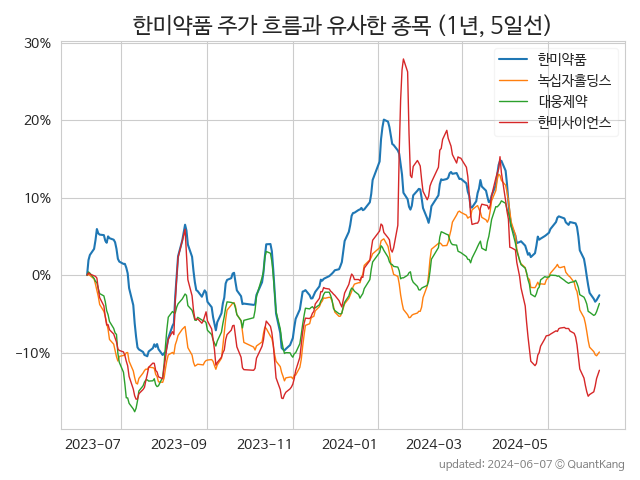 한미약품 주가 흐름과 유사한 종목 (1년, 5일선)
한미약품
녹십자홀딩스
대웅제약
한미사이언스
30%
20%
10%
0%
−10%
2023-07 2023-09 2023-11 2024-01 2024-03 2024-05
updated: 2024-06-07 © QuantKang